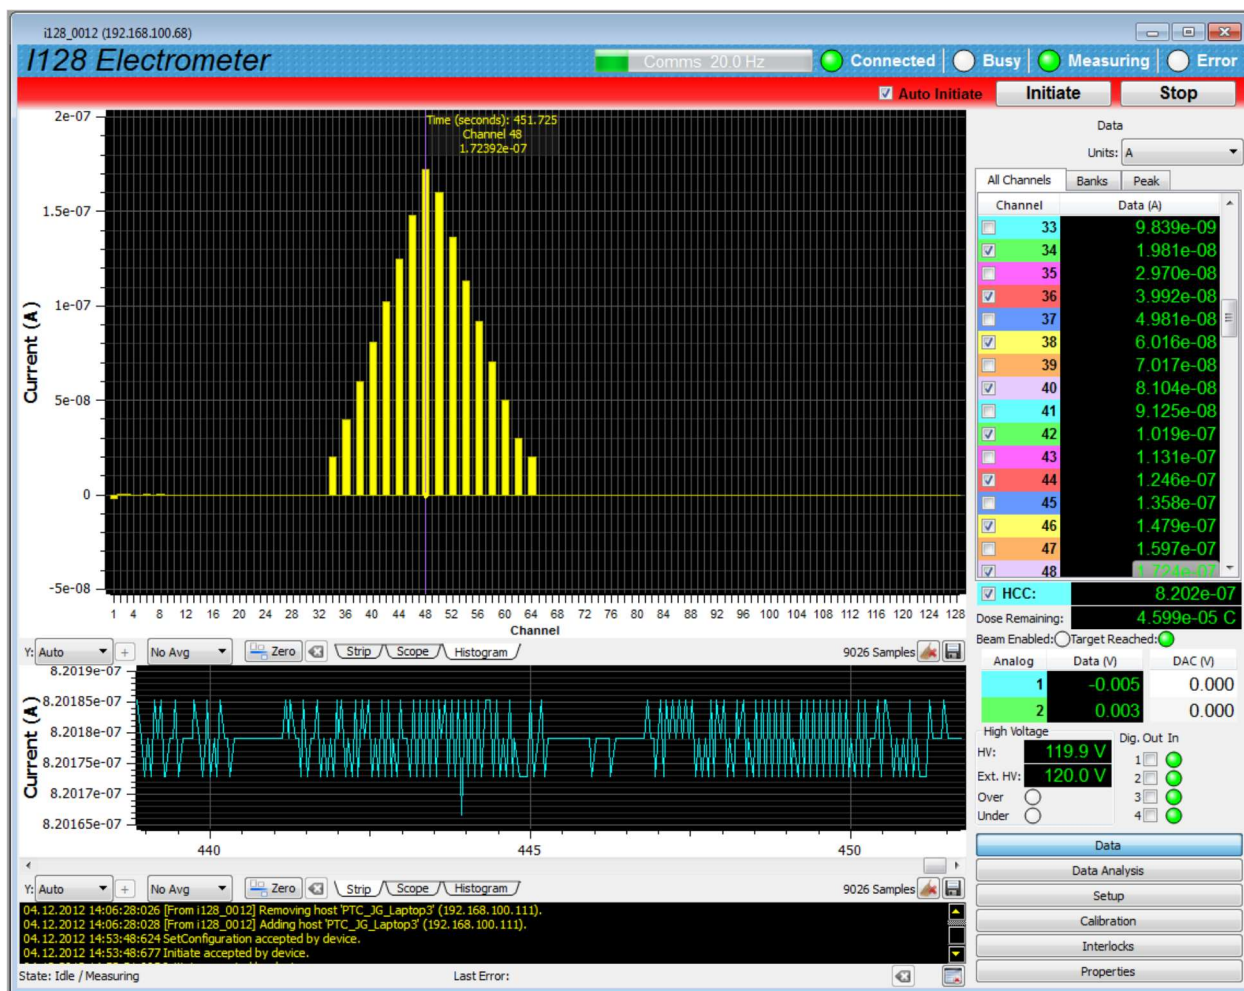 i128_0012 (192.168.100.68)
I128 Electrometer
Comms 20.0 Hz
Connected
Busy
Measuring
Error
Auto Initiate
Initiate
Stop
2e-07
1.5e-07
1e-07
5e-08
0
-5e-08
Current (A)
Time (seconds): 451.725
Channel 48
1.72392e-07
1 4 8 12 16 20 24 28 32 36 40 44 48 52 56 60 64 68 72 76 80 84 88 92 96 100 104 108 112 116 120 124 128
Channel
Y: Auto + No Avg Zero Strip Scope Histogram 9026 Samples
8.2019e-07
8.20185e-07
8.2018e-07
8.20175e-07
8.2017e-07
8.20165e-07
Current (A)
440 445 450
Y: Auto + No Avg Zero Strip Scope Histogram 9026 Samples
04.12.2012 14:06:28:026 [From i128_0012] Removing host 'PTC_JG_Laptop3' (192.168.100.111).
04.12.2012 14:06:28:028 [From i128_0012] Adding host 'PTC_JG_Laptop3' (192.168.100.111).
04.12.2012 14:53:48:624 SetConfiguration accepted by device.
04.12.2012 14:53:48:677 Initiate accepted by device.
State: Idle / Measuring
Last Error:
Data
Units: A
All Channels Banks Peak
Channel Data (A)
33 9.839e-09
34 1.981e-08
35 2.970e-08
36 3.992e-08
37 4.981e-08
38 6.016e-08
39 7.017e-08
40 8.104e-08
41 9.125e-08
42 1.019e-07
43 1.131e-07
44 1.246e-07
45 1.358e-07
46 1.479e-07
47 1.597e-07
48 1.724e-07
HCC: 8.202e-07
Dose Remaining: 4.599e-05 C
Beam Enabled: Target Reached:
Analog Data (V) DAC (V)
1 -0.005 0.000
2 0.003 0.000
High Voltage
HV: 119.9 V
Ext. HV: 120.0 V
Over
Under
Dig. Out In
1
2
3
4
Data
Data Analysis
Setup
Calibration
Interlocks
Properties